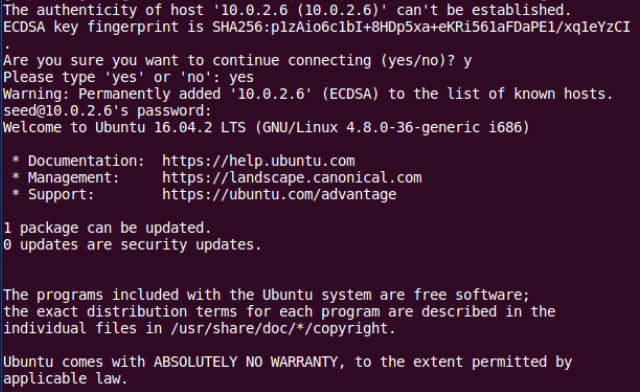 The authenticity of host '10.0.2.6 (10.0.2.6)' can't be established.
ECDSA key fingerprint is SHA256:p1zAio6c1bI+8HDp5xa+eKRi561aFDaPE1/xq1eYzCI
.
Are you sure you want to continue connecting (yes/no)? y
Please type 'yes' or 'no': yes
Warning: Permanently added '10.0.2.6' (ECDSA) to the list of known hosts.
seed@10.0.2.6's password:
Welcome to Ubuntu 16.04.2 LTS (GNU/Linux 4.8.0-36-generic i686)

 * Documentation:  https://help.ubuntu.com
 * Management:     https://landscape.canonical.com
 * Support:        https://ubuntu.com/advantage

1 package can be updated.
0 updates are security updates.

The programs included with the Ubuntu system are free software;
the exact distribution terms for each program are described in the
individual files in /usr/share/doc/*/copyright.

Ubuntu comes with ABSOLUTELY NO WARRANTY, to the extent permitted by
applicable law.